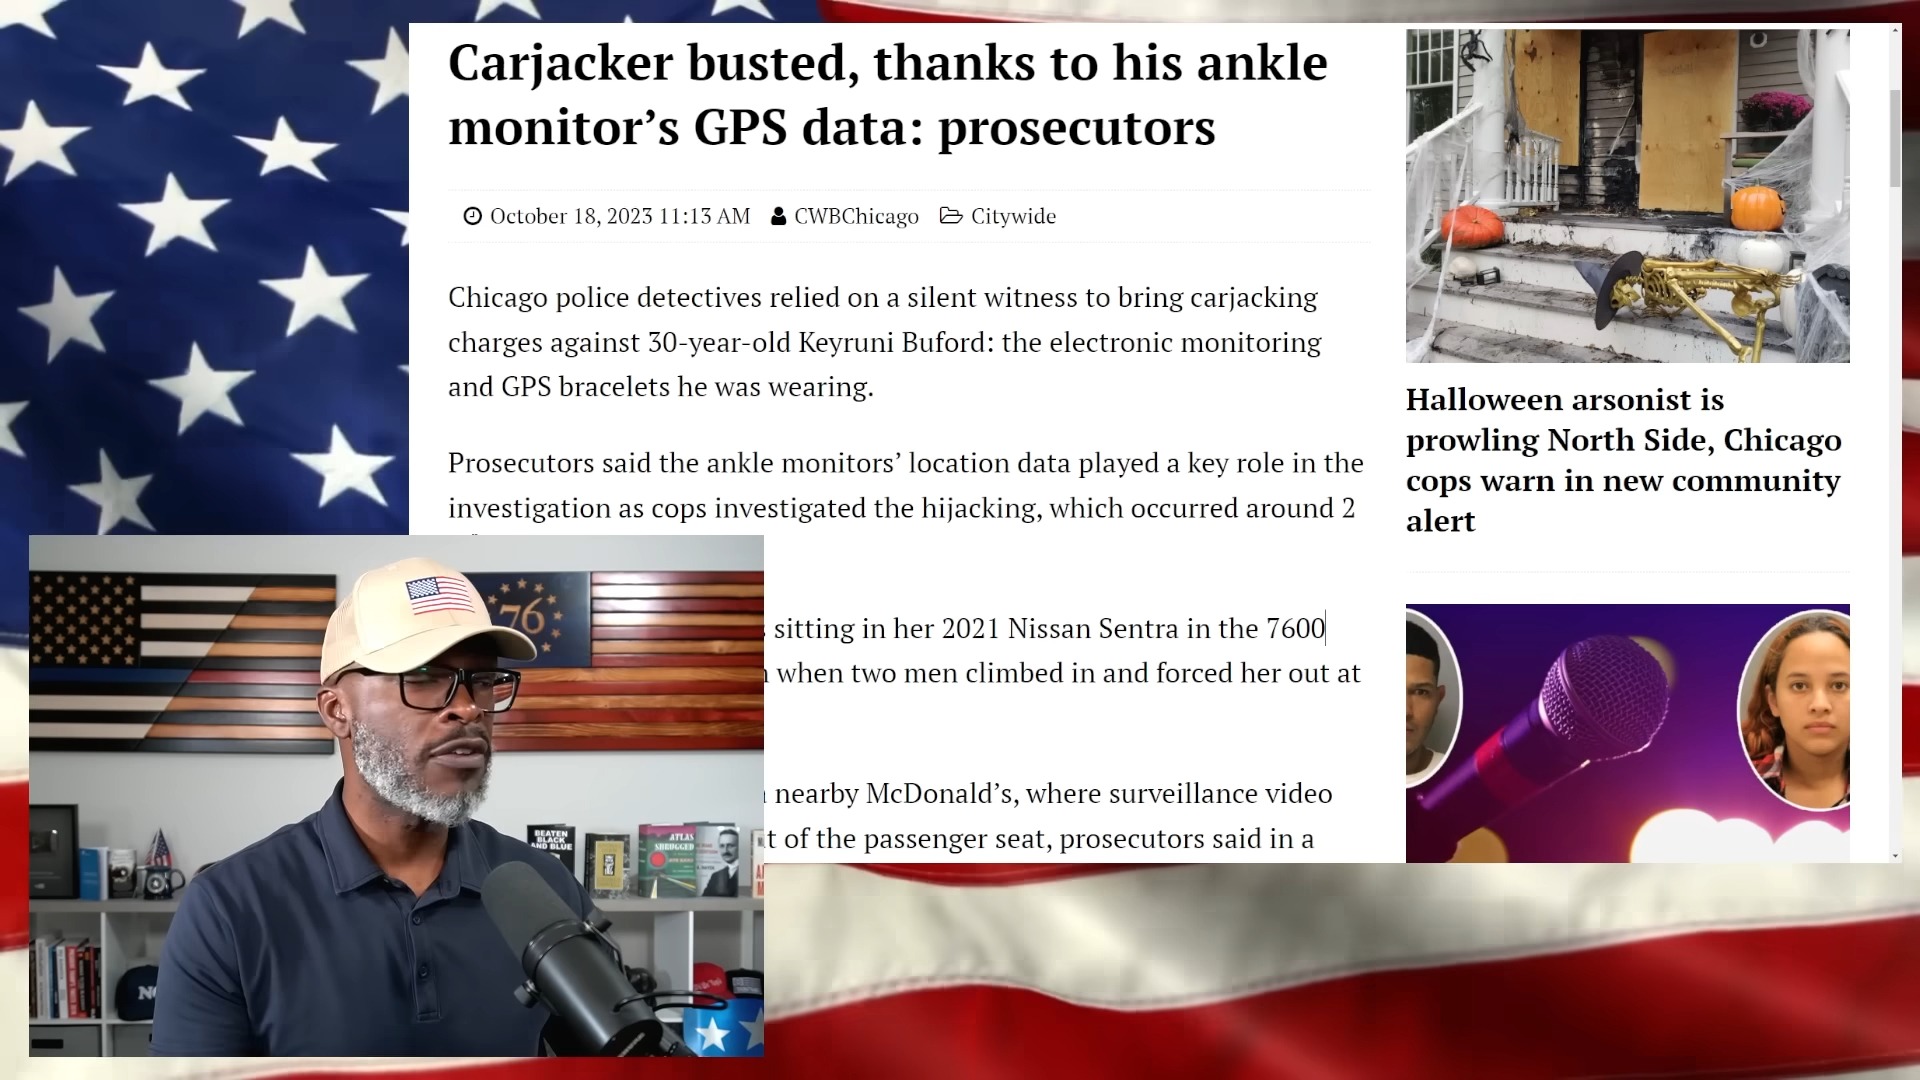 Carjacker busted, thanks to his ankle
monitor’s GPS data: prosecutors
October 18, 2023 11:13 AM CWBChicago Citywide
Chicago police detectives relied on a silent witness to bring carjacking
charges against 30-year-old Keyruni Buford: the electronic monitoring
and GPS bracelets he was wearing.
Prosecutors said the ankle monitors’ location data played a key role in the
investigation as cops investigated the hijacking, which occurred around 2
sitting in her 2021 Nissan Sentra in the 7600
when two men climbed in and forced her out at
nearby McDonald’s, where surveillance video
of the passenger seat, prosecutors said in a
Halloween arsonist is
prowling North Side, Chicago
cops warn in new community
alert
76
BEATEN
BLACK
AND BLUE
ATLAS
SHRUGGED